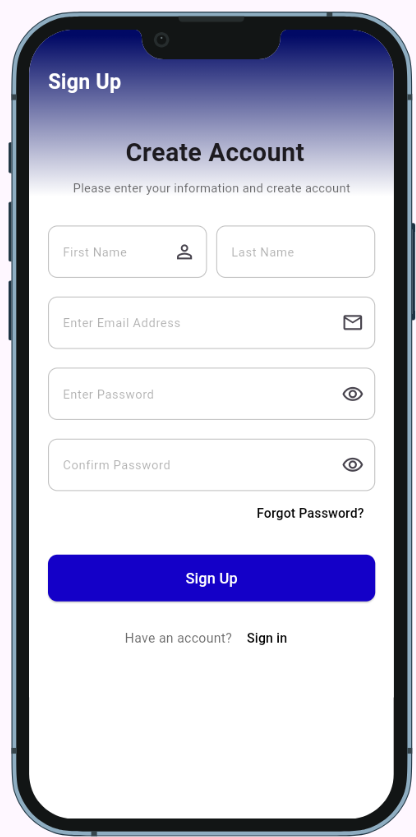 Sign Up
Create Account
Please enter your information and create account
First Name Last Name
Enter Email Address
Enter Password
Confirm Password
Forgot Password?
Sign Up
Have an account? Sign in